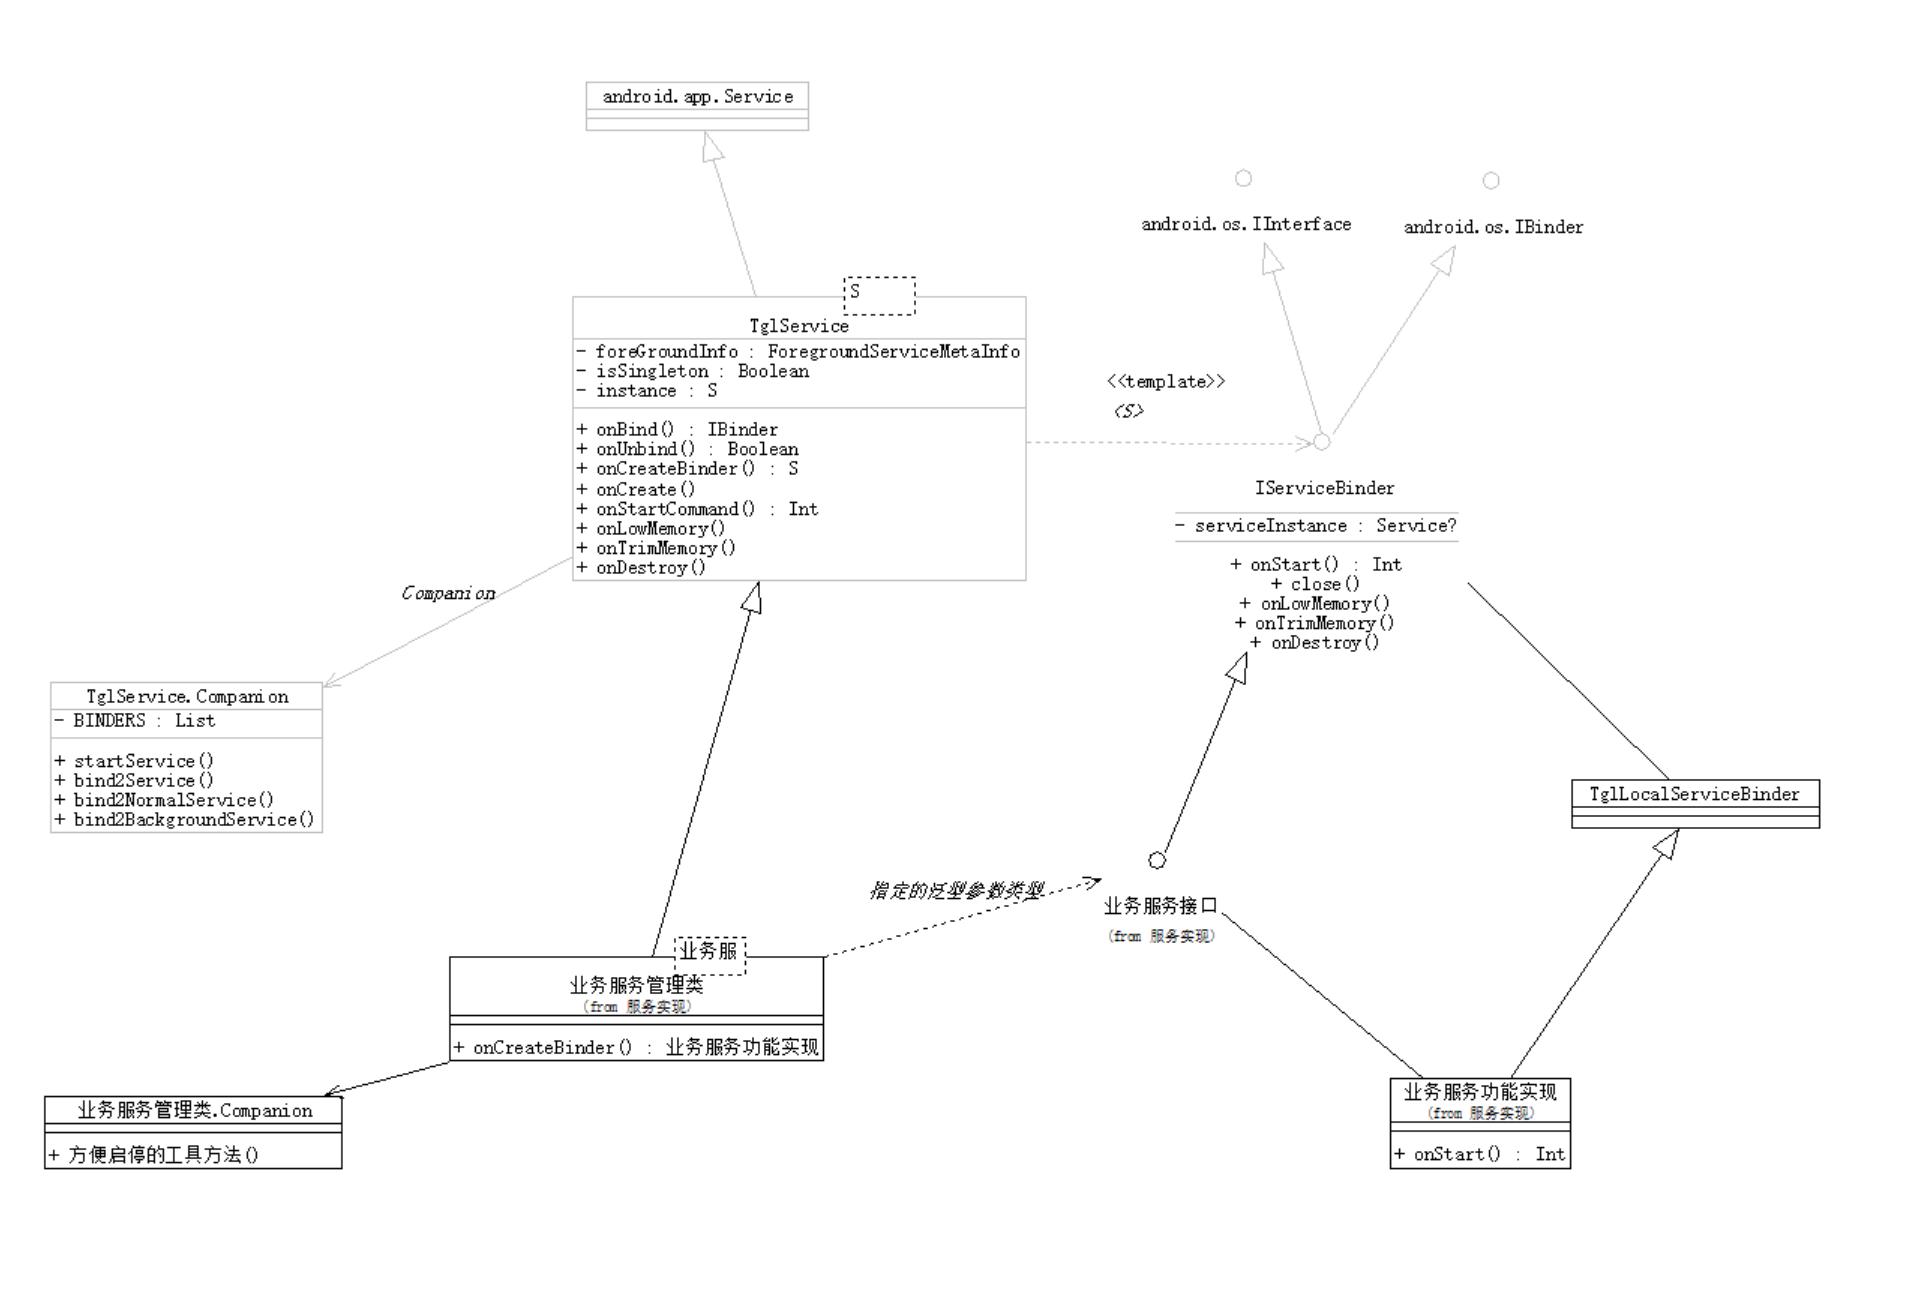 android.app.Service
android.os.IInterface
android.os.IBinder
S
TglService
- foreGroundInfo : ForegroundServiceMetaInfo
- isSingleton : Boolean
- instance : S
+ onBind() : IBinder
+ onUnbind() : Boolean
+ onCreateBinder() : S
+ onCreate()
+ onStartCommand() : Int
+ onLowMemory()
+ onTrimMemory()
+ onDestroy()
<<template>>
<S>
IServiceBinder
- serviceInstance : Service?
+ onStart() : Int
+ close()
+ onLowMemory()
+ onTrimMemory()
+ onDestroy()
Companion
TglService.Companion
- BINDERS : List
+ startService()
+ bind2Service()
+ bind2NormalService()
+ bind2BackgroundService()
TglLocalServiceBinder
指定的泛型参数类型
业务服务接口
(from 服务实现)
业务服
业务服务管理类
(from 服务实现)
+ onCreateBinder() : 业务服务功能实现
业务服务管理类.Companion
+ 方便启停的工具方法()
业务服务功能实现
(from 服务实现)
+ onStart() : Int